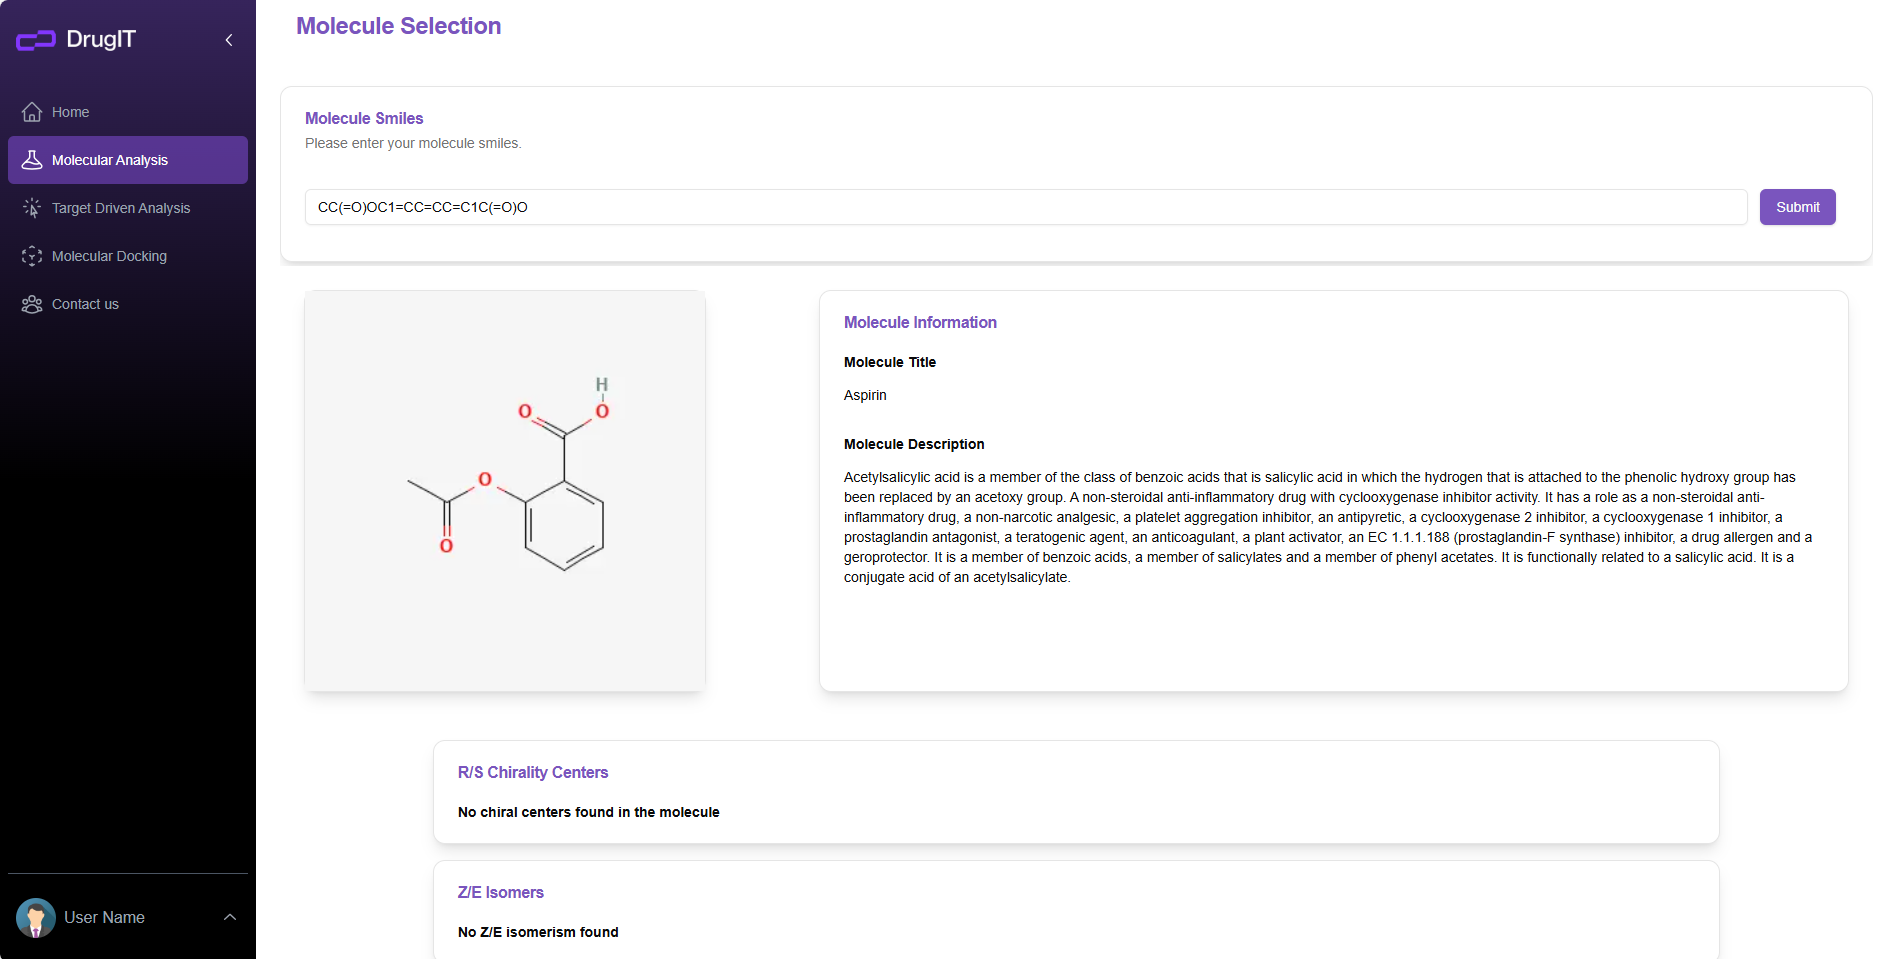 DrugIT
Home
Molecular Analysis
Target Driven Analysis
Molecular Docking
Contact us
User Name
Molecule Selection
Molecule Smiles
Please enter your molecule smiles.
CC(=O)OC1=CC=CC=C1C(=O)O
Submit
H
O
O
O
O
Molecule Information
Molecule Title
Aspirin
Molecule Description
Acetylsalicylic acid is a member of the class of benzoic acids that is salicylic acid in which the hydrogen that is attached to the phenolic hydroxy group has
been replaced by an acetoxy group. A non-steroidal anti-inflammatory drug with cyclooxygenase inhibitor activity. It has a role as a non-steroidal anti-
inflammatory drug, a non-narcotic analgesic, a platelet aggregation inhibitor, an antipyretic, a cyclooxygenase 2 inhibitor, a cyclooxygenase 1 inhibitor, a
prostaglandin antagonist, a teratogenic agent, an anticoagulant, a plant activator, an EC 1.1.1.188 (prostaglandin-F synthase) inhibitor, a drug allergen and a
geroprotector. It is a member of benzoic acids, a member of salicylates and a member of phenyl acetates. It is functionally related to a salicylic acid. It is a
conjugate acid of an acetylsalicylate.
R/S Chirality Centers
No chiral centers found in the molecule
Z/E Isomers
No Z/E isomerism found